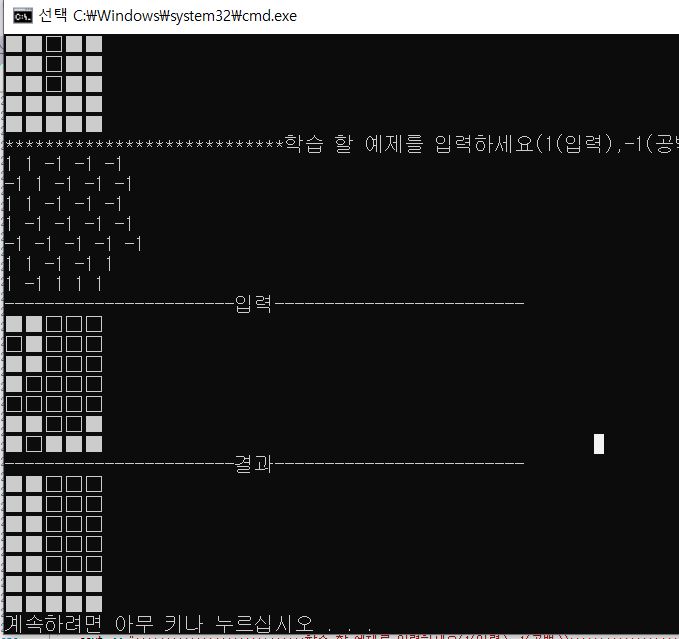 선택 C:\Windows\system32\cmd.exe
■■□■■
■■□■■
■■□■■
■■■■■
■■■■■
****************************학습 할 예제를 입력하세요(1(입력),-1(공백
1 1 -1 -1 -1
-1 1 -1 -1 -1
1 1 -1 -1 -1
1 -1 -1 -1 -1
-1 -1 -1 -1 -1
1 1 -1 -1 1
1 -1 1 1 1
-----------------------입력-------------------------
■■□□□
□■□□□
■■□□□
■□□□□
□□□□□
■■□□■
■□■■■
-----------------------결과-------------------------
■■□□□
■■□□□
■■□□□
■■□□□
■■□□□
■■■■■
■■■■■
계속하려면 아무 키나 누르십시오 . . .